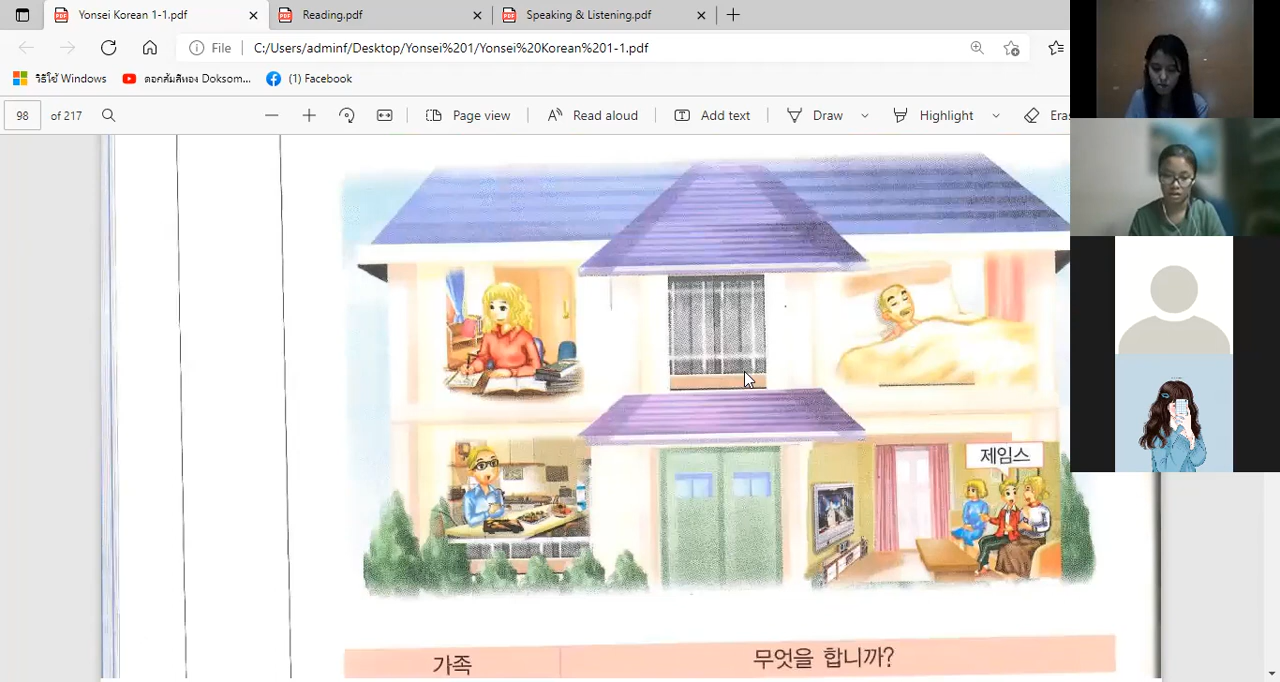 Yonsei Korean 1-1.pdf
Reading.pdf
Speaking & Listening.pdf
File
C:/Users/adminf/Desktop/Yonsei%201/Yonsei%20Korean%201-1.pdf
วิธีใช้ Windows
ดอกส้มสีทอง Doksom...
(1) Facebook
98
of 217
Page view
Read aloud
Add text
Draw
Highlight
Eras
제임스
가족
무엇을 합니까?